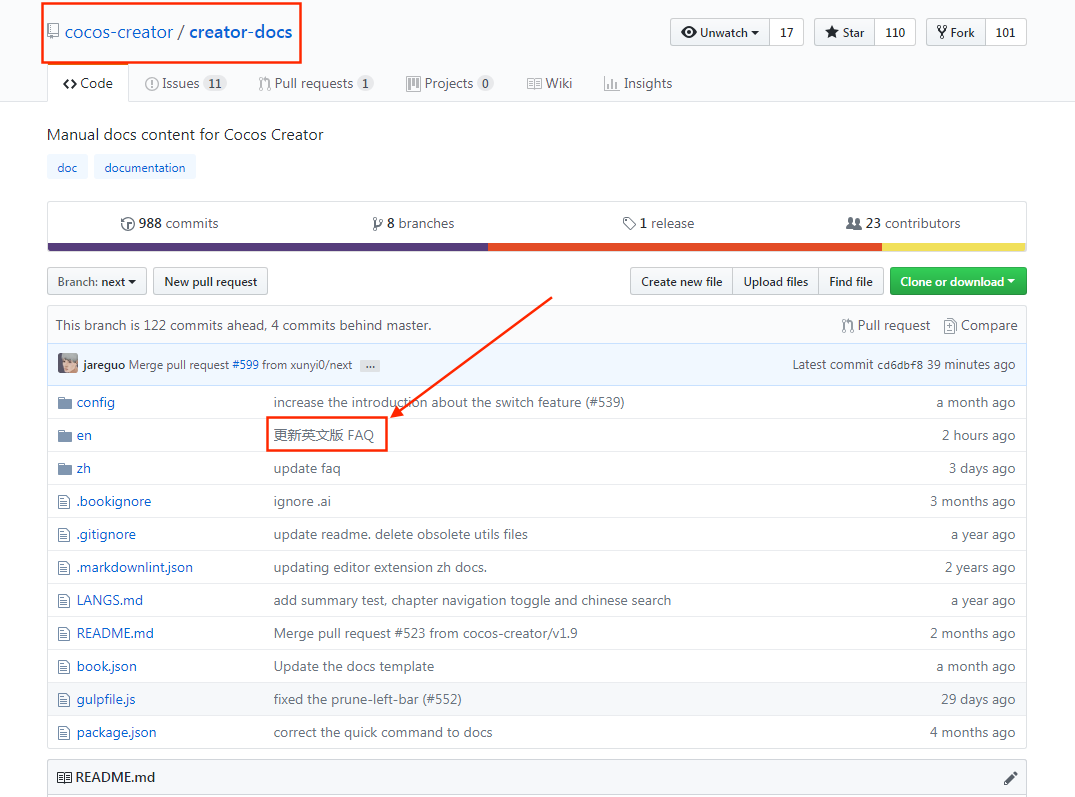 cocos-creator / creator-docs Unwatch 17 Star 110 Fork 101
Code Issues 11 Pull requests 1 Projects 0 Wiki Insights
Manual docs content for Cocos Creator
doc documentation
988 commits 8 branches 1 release 23 contributors
Branch: next New pull request Create new file Upload files Find file Clone or download
This branch is 122 commits ahead, 4 commits behind master. Pull request Compare
jareguo Merge pull request #599 from xunyi0/next ... Latest commit cd6dbf8 39 minutes ago
config increase the introduction about the switch feature (#539) a month ago
en 更新英文版 FAQ 2 hours ago
zh update faq 3 days ago
.bookignore ignore .ai 3 months ago
.gitignore update readme. delete obsolete utils files a year ago
.markdownlint.json updating editor extension zh docs. 2 years ago
LANGS.md add summary test, chapter navigation toggle and chinese search a year ago
README.md Merge pull request #523 from cocos-creator/v1.9 2 months ago
book.json Update the docs template a month ago
gulpfile.js fixed the prune-left-bar (#552) 29 days ago
package.json correct the quick command to docs 4 months ago
README.md